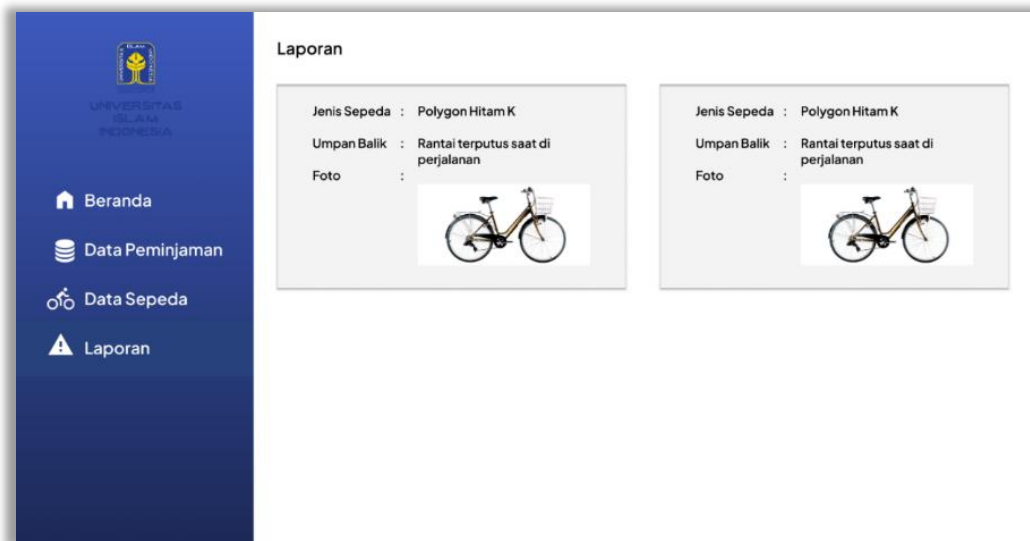 UNIVERSITAS
ISLAM
INDONESIA
Beranda
Data Peminjaman
Data Sepeda
Laporan
Laporan
Jenis Sepeda : Polygon Hitam K
Umpan Balik : Rantai terputus saat di
perjalanan
Foto :
Jenis Sepeda : Polygon Hitam K
Umpan Balik : Rantai terputus saat di
perjalanan
Foto :